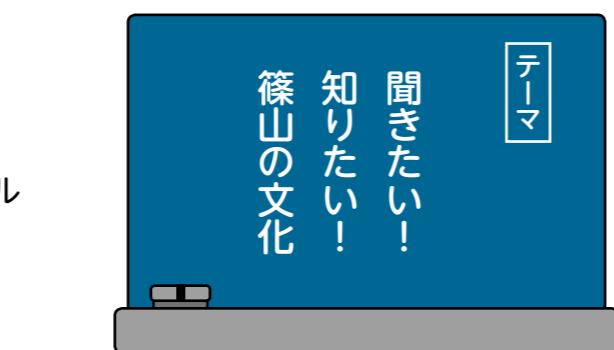 テーマ
聞きたい！
知りたい！
篠山の文化
ル